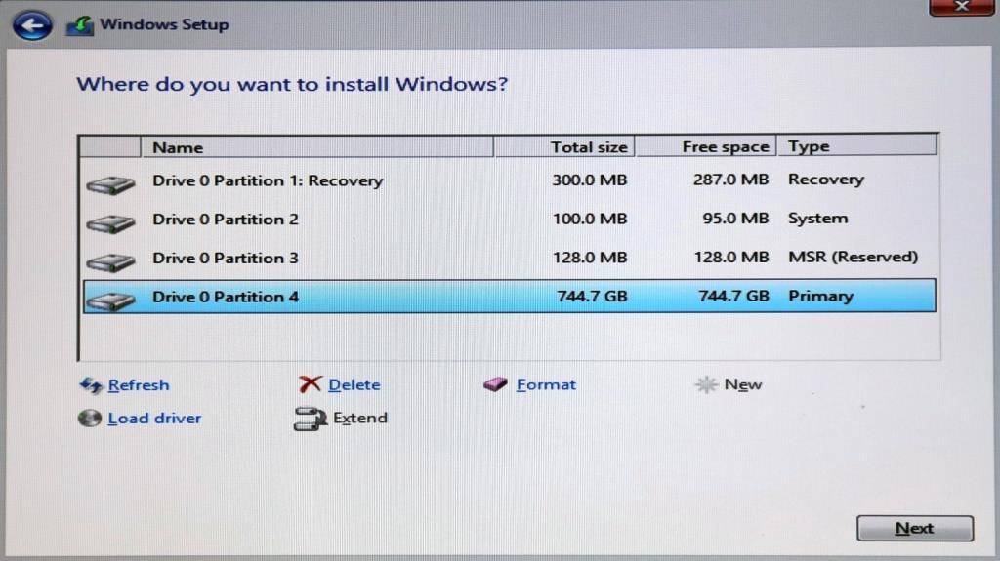 Windows Setup
Where do you want to install Windows?
Name Total size Free space Type
Drive 0 Partition 1: Recovery 300.0 MB 287.0 MB Recovery
Drive 0 Partition 2 100.0 MB 95.0 MB System
Drive 0 Partition 3 128.0 MB 128.0 MB MSR (Reserved)
Drive 0 Partition 4 744.7 GB 744.7 GB Primary
Refresh Delete Format New
Load driver Extend
Next